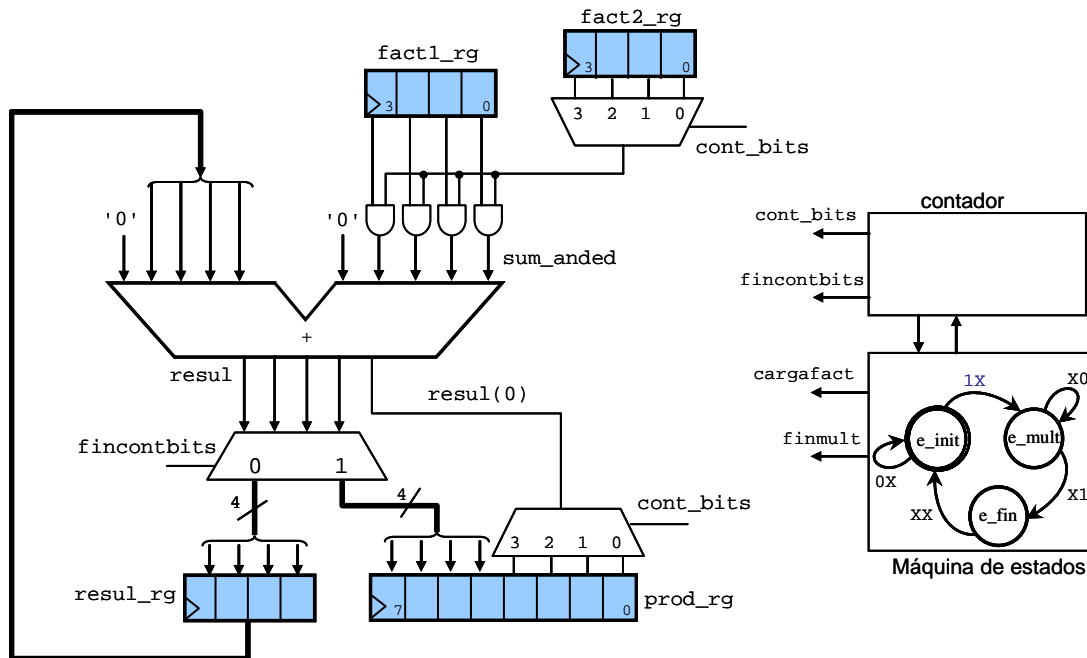 fact2_rg
fact1_rg
3 0
3 0
3 2 1 0
cont_bits
'0'
'0'
sum_anded
+
resul
resul(0)
fincontbits
0 1
4
4
cont_bits
3 2 1 0
resul_rg
7 0
prod_rg
contador
cont_bits
fincontbits
cargafact
finmult
1X
X0
e_init
e_mult
0X
X1
XX
e_fin
Máquina de estados